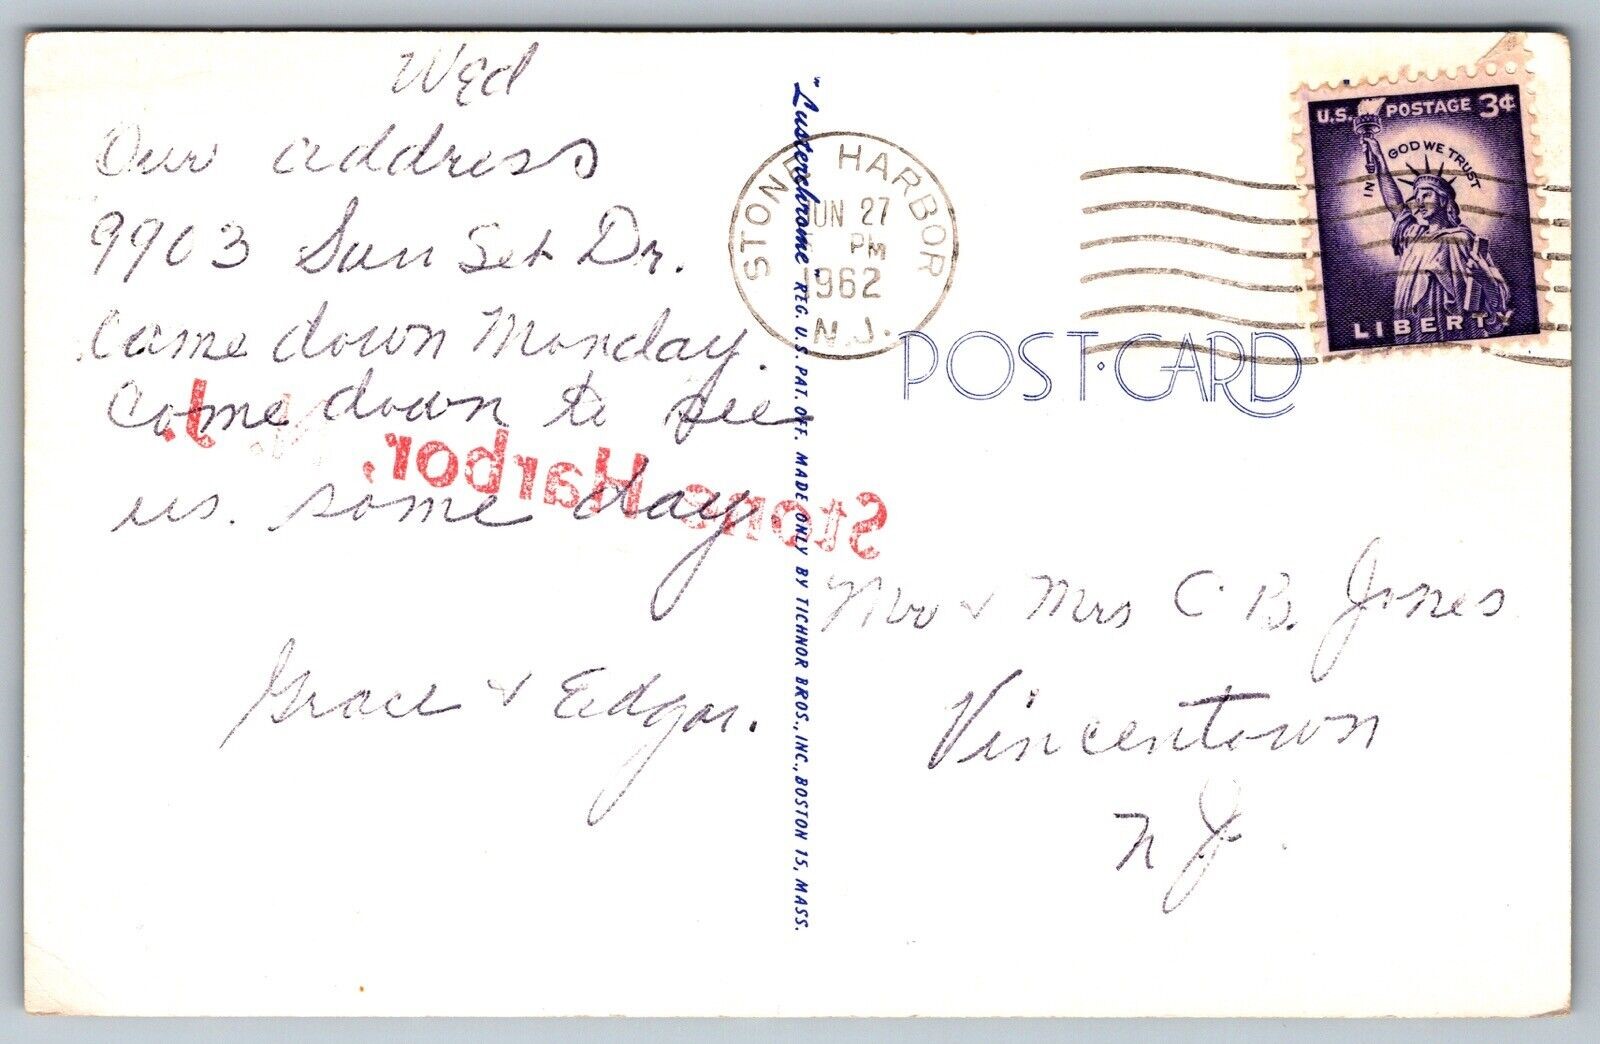 Wed
Our address
9903 Sun Set Dr.
Came down Monday.
Come down to see
us. some day.
Grace & Edgar.
"Lusterchrome" REG. U.S. PAT. OFF. MADE ONLY BY TICHNOR BROS., INC., BOSTON 15, MASS.
STONE HARBOR
JUN 27
PM
1962
N.J.
U.S. POSTAGE 3¢
IN GOD WE TRUST
LIBERTY
POST·CARD
Stone Harbor, N. J.
Mr & Mrs C. B. Jones
Vincentown
N J.